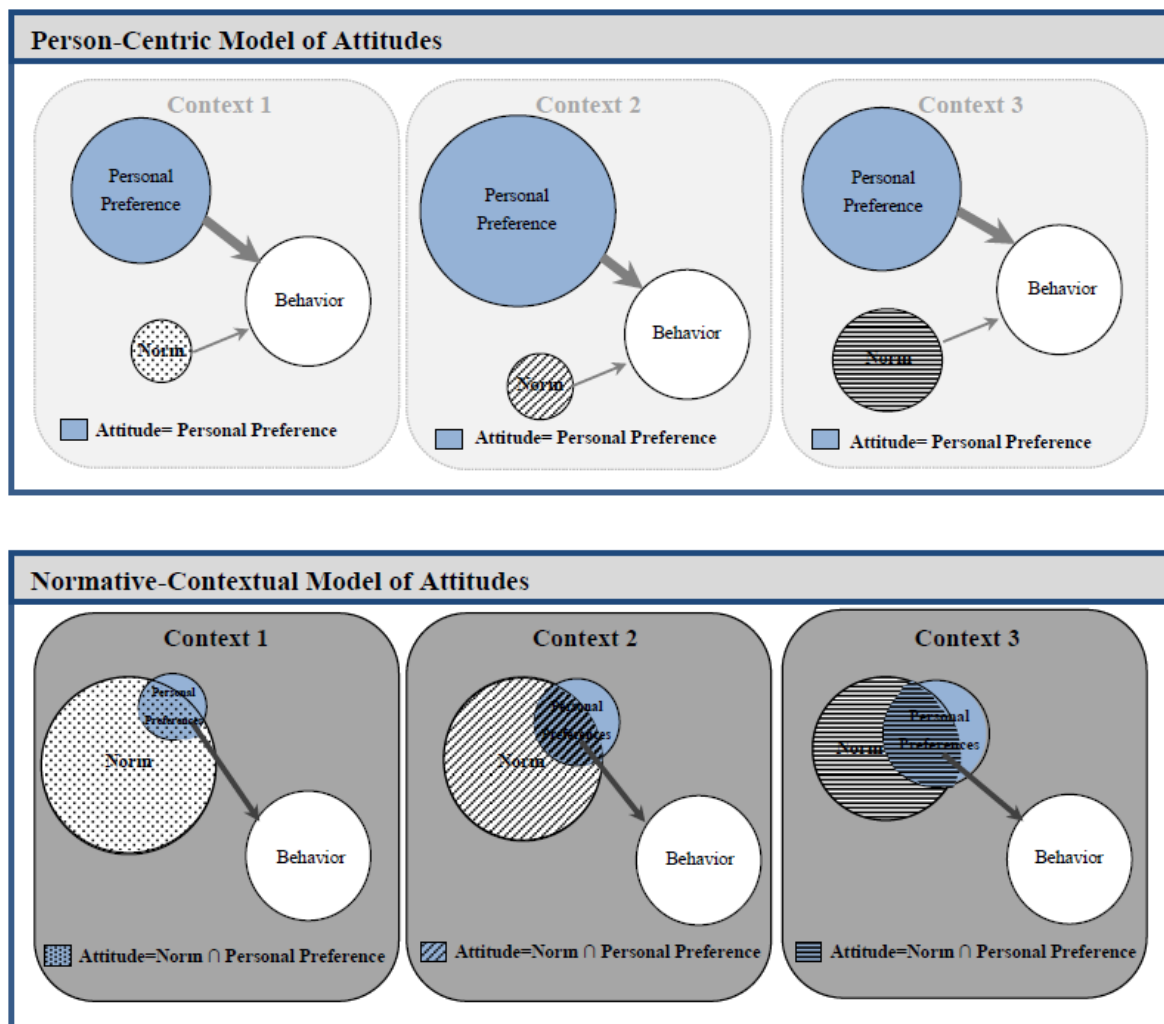 Person-Centric Model of Attitudes
Context 1
Personal
Preference
Behavior
Norm
Attitude= Personal Preference
Context 2
Personal
Preference
Behavior
Norm
Attitude= Personal Preference
Context 3
Personal
Preference
Behavior
Norm
Attitude= Personal Preference
Normative-Contextual Model of Attitudes
Context 1
Personal
Preferences
Norm
Behavior
Attitude=Norm ∩ Personal Preference
Context 2
Personal
Preferences
Norm
Behavior
Attitude=Norm ∩ Personal Preference
Context 3
Personal
Preferences
Norm
Behavior
Attitude=Norm ∩ Personal Preference